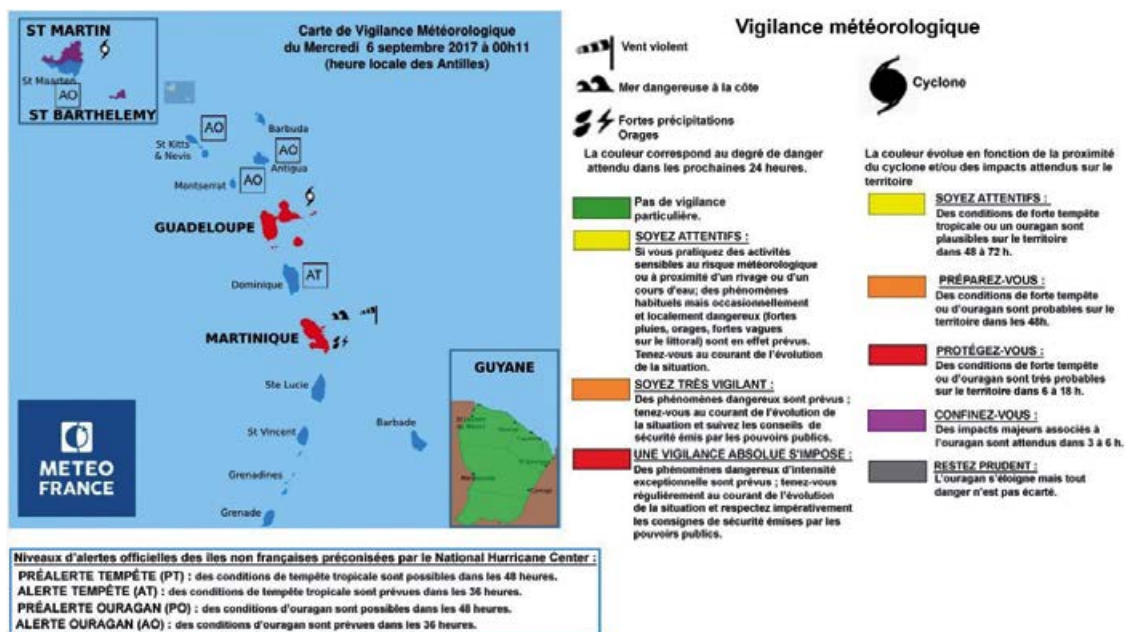 ST MARTIN
St Maarten
AO
ST BARTHELEMY
Carte de Vigilance Météorologique
du Mercredi 6 septembre 2017 à 00h11
(heure locale des Antilles)
AO
St Kitts
& Nevis
Barbuda
AO
Antigua
Montserrat
AO
GUADELOUPE
Dominique
AT
MARTINIQUE
Ste Lucie
St Vincent
Barbade
Grenadines
Grenade
GUYANE
METEO
FRANCE
Vigilance météorologique
Vent violent
Mer dangereuse à la côte
Fortes précipitations
Orages
La couleur correspond au degré de danger
attendu dans les prochaines 24 heures.
Pas de vigilance
particulière.
SOYEZ ATTENTIFS :
Si vous pratiquez des activités
sensibles au risque météorologique
ou à proximité d'un rivage ou d'un
cours d'eau; des phénomènes
habituels mais occasionnellement
et localement dangereux (fortes
pluies, orages, fortes vagues
sur le littoral) sont en effet prévus.
Tenez-vous au courant de l'évolution
de la situation.
SOYEZ TRÈS VIGILANT :
Des phénomènes dangereux sont prévus ;
tenez-vous au courant de l'évolution de
la situation et suivez les conseils de
sécurité émis par les pouvoirs publics.
UNE VIGILANCE ABSOLUE S'IMPOSE :
Des phénomènes dangereux d'intensité
exceptionnelle sont prévus ; tenez-vous
régulièrement au courant de l'évolution
de la situation et respectez impérativement
les consignes de sécurité émises par les
pouvoirs publics.
Cyclone
La couleur évolue en fonction de la proximité
du cyclone et/ou des impacts attendus sur le
territoire
SOYEZ ATTENTIFS :
Des conditions de forte tempête
tropicale ou un ouragan sont
plausibles sur le territoire
dans 48 à 72 h.
PRÉPAREZ-VOUS :
Des conditions de forte tempête
ou d'ouragan sont probables sur le
territoire dans les 48h.
PROTÉGEZ-VOUS :
Des conditions de forte tempête
ou d'ouragan sont très probables
sur le territoire dans 6 à 18 h.
CONFINEZ-VOUS :
Des impacts majeurs associés à
l'ouragan sont attendus dans 3 à 6 h.
RESTEZ PRUDENT :
L'ouragan s'éloigne mais tout
danger n'est pas écarté.
Niveaux d'alertes officielles des îles non françaises préconisées par le National Hurricane Center :
PRÉALERTE TEMPÊTE (PT) : des conditions de tempête tropicale sont possibles dans les 48 heures.
ALERTE TEMPÊTE (AT) : des conditions de tempête tropicale sont prévues dans les 36 heures.
PRÉALERTE OURAGAN (PO) : des conditions d'ouragan sont possibles dans les 48 heures.
ALERTE OURAGAN (AO) : des conditions d'ouragan sont prévues dans les 36 heures.